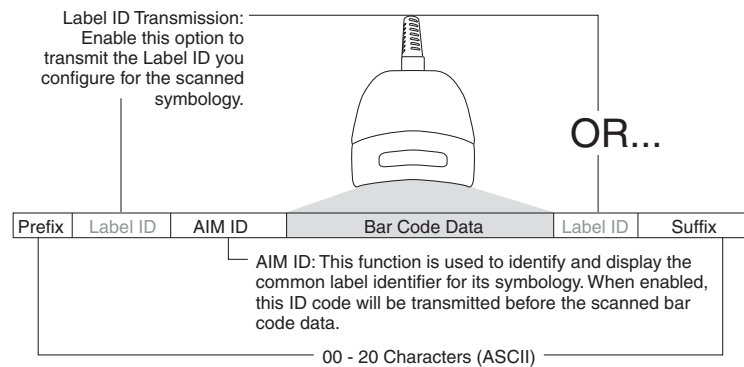 Label ID Transmission:
Enable this option to
transmit the Label ID you
configure for the scanned
symbology.
OR...
Prefix Label ID AIM ID Bar Code Data Label ID Suffix
AIM ID: This function is used to identify and display the
common label identifier for its symbology. When enabled,
this ID code will be transmitted before the scanned bar
code data.
00 - 20 Characters (ASCII)